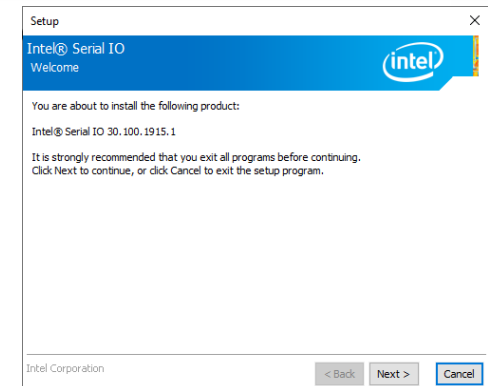 Setup
Intel® Serial IO
Welcome
intel
You are about to install the following product:
Intel® Serial IO 30.100.1915.1
It is strongly recommended that you exit all programs before continuing.
Click Next to continue, or click Cancel to exit the setup program.
Intel Corporation
< Back Next > Cancel